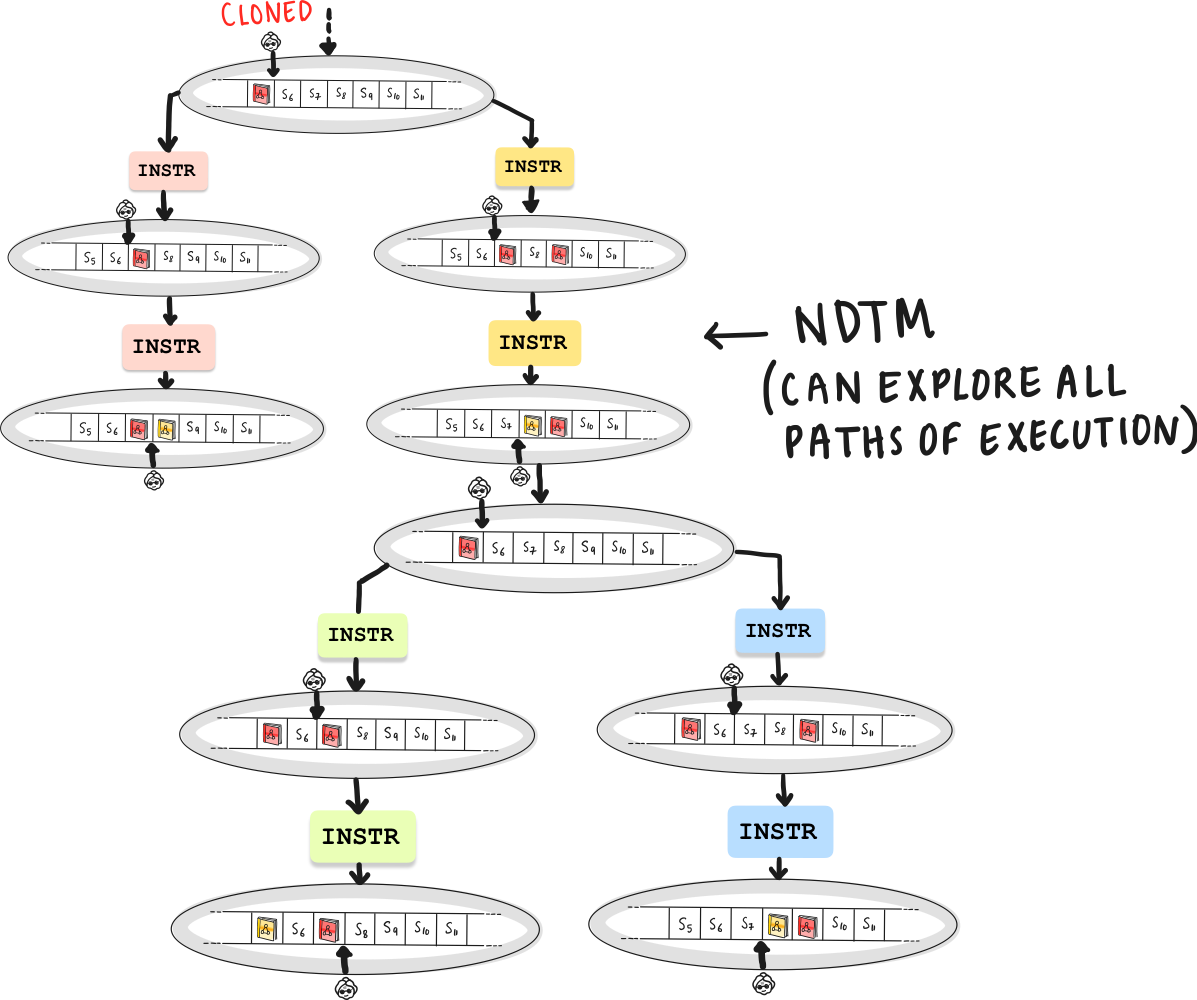 CLONED
S6 S7 S8 S9 S10 S11
INSTR INSTR
S5 S6 S8 S9 S10 S11
S5 S6 S8 S10 S11
INSTR INSTR
← NDTM
(CAN EXPLORE ALL
PATHS OF EXECUTION)
S5 S6 S9 S10 S11
S5 S6 S7 S10 S11
S6 S7 S8 S9 S10 S11
INSTR INSTR
S6 S8 S9 S10 S11
S6 S7 S8 S10 S11
INSTR INSTR
S6 S8 S9 S10 S11
S5 S6 S7 S10 S11